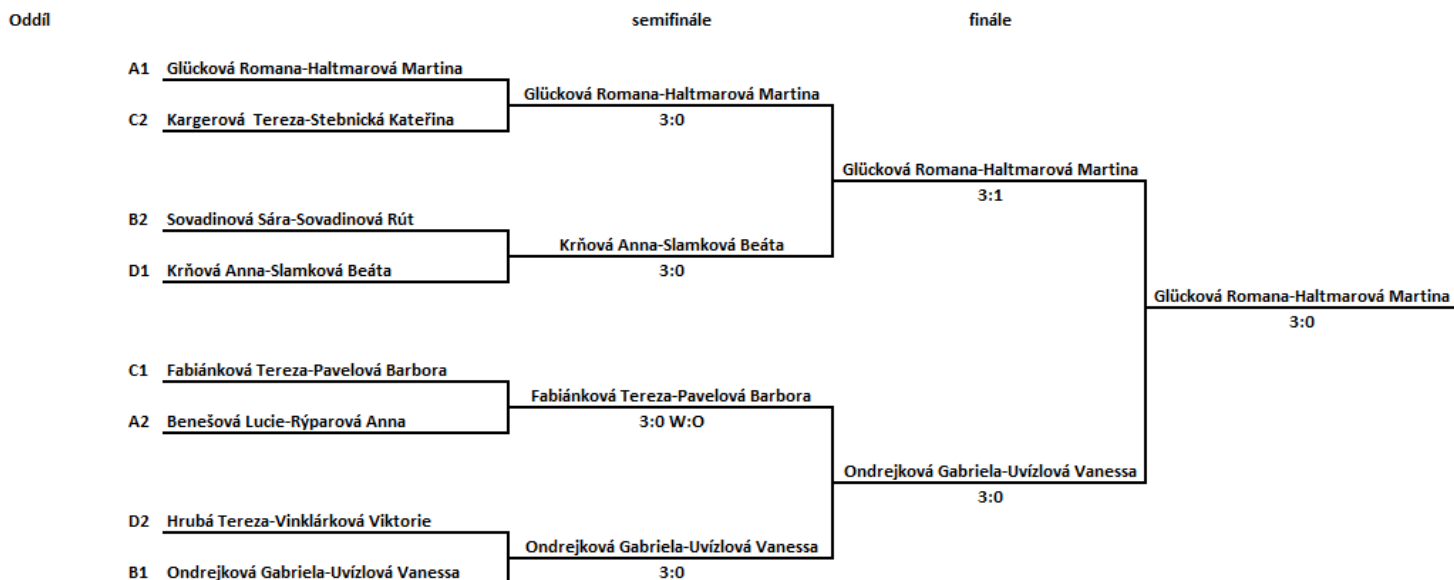 Oddíl semifinále finále
A1 Glücková Romana-Haltmarová Martina
Glücková Romana-Haltmarová Martina
C2 Kargerová  Tereza-Stebnická Kateřina
3:0
Glücková Romana-Haltmarová Martina
3:1
B2 Sovadinová Sára-Sovadinová Rút
Krňová Anna-Slamková Beáta
D1 Krňová Anna-Slamková Beáta
3:0
Glücková Romana-Haltmarová Martina
3:0
C1 Fabiánková Tereza-Pavelová Barbora
Fabiánková Tereza-Pavelová Barbora
A2 Benešová Lucie-Rýparová Anna
3:0 W:O
Ondrejková Gabriela-Uvízlová Vanessa
3:0
D2 Hrubá Tereza-Vinklárková Viktorie
Ondrejková Gabriela-Uvízlová Vanessa
B1 Ondrejková Gabriela-Uvízlová Vanessa
3:0